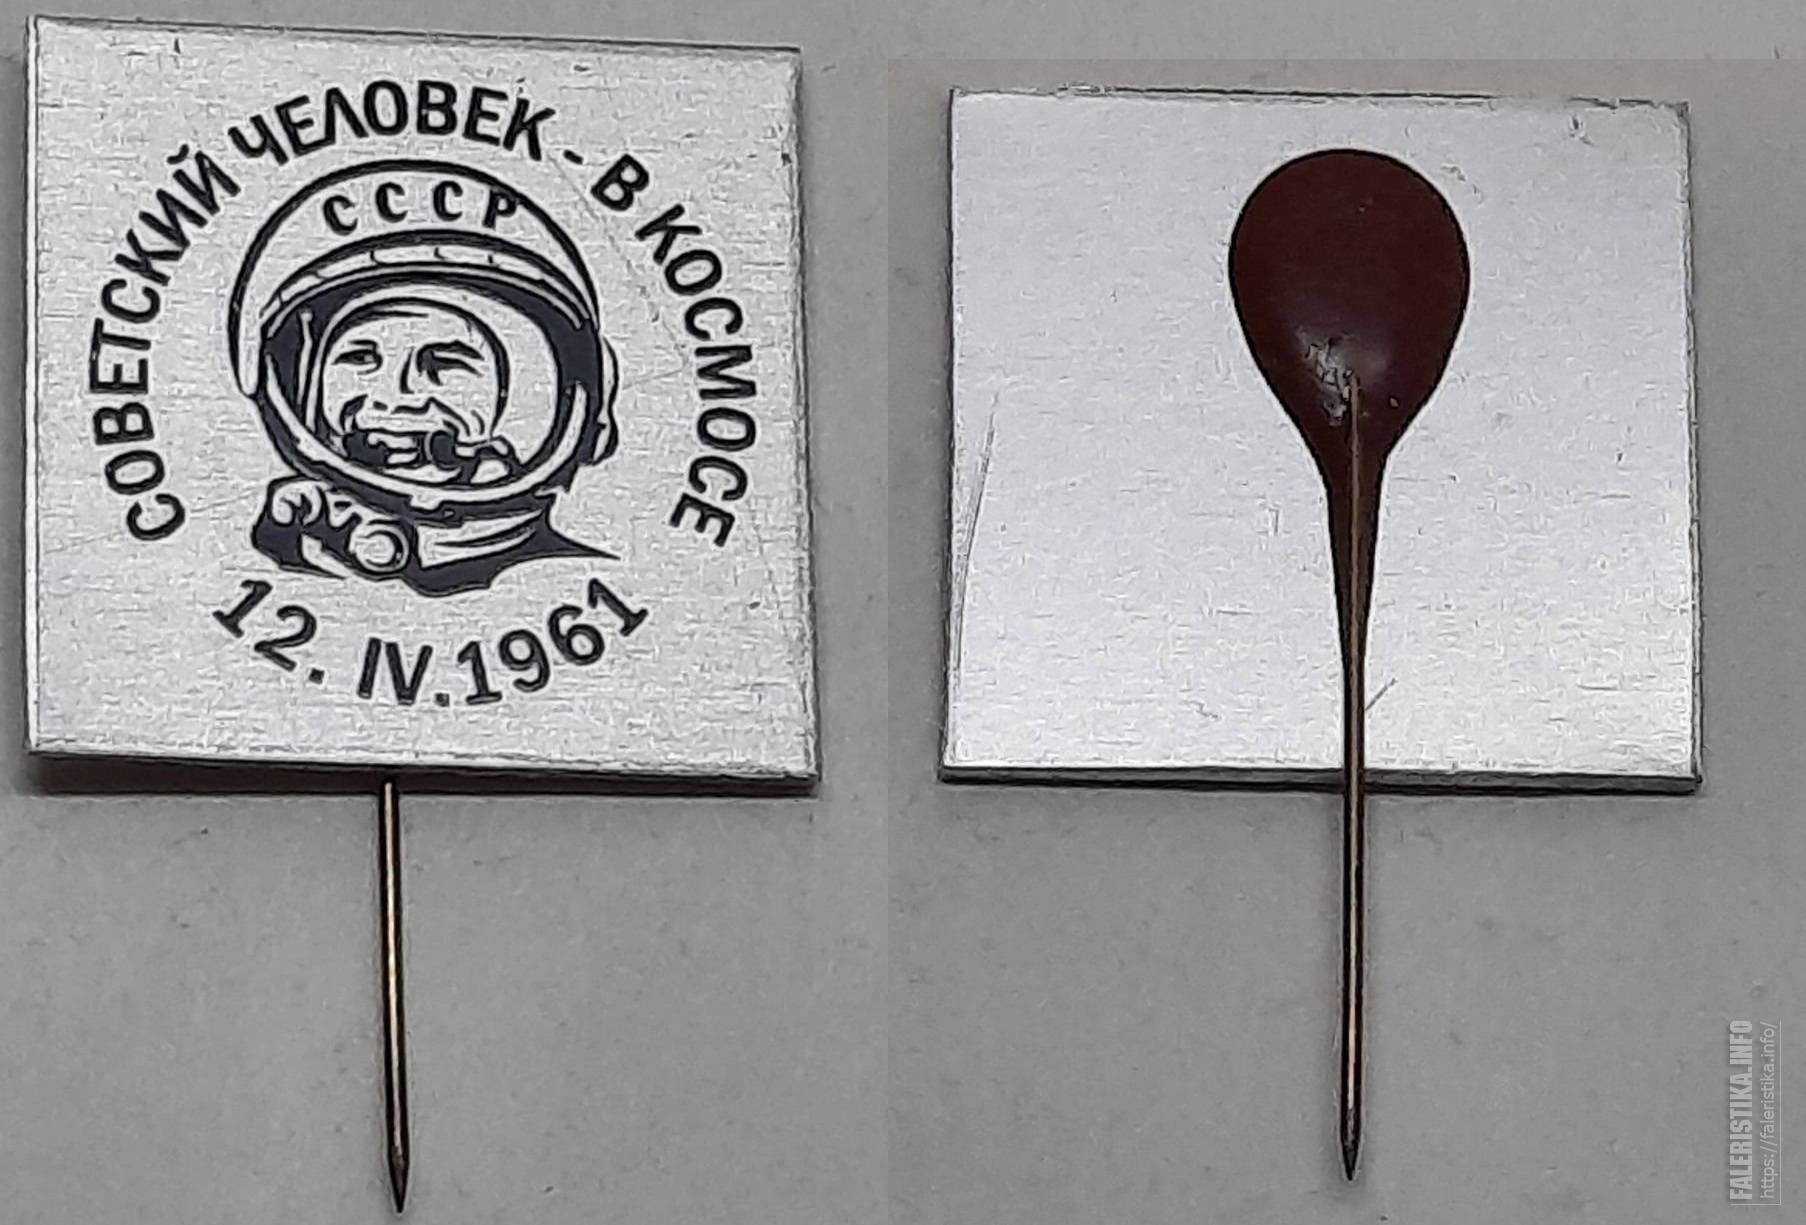 СОВЕТСКИЙ ЧЕЛОВЕК - В КОСМОСЕ
СССР
12. IV. 1961
FALERISTIKA.INFO
https://faleristika.info/